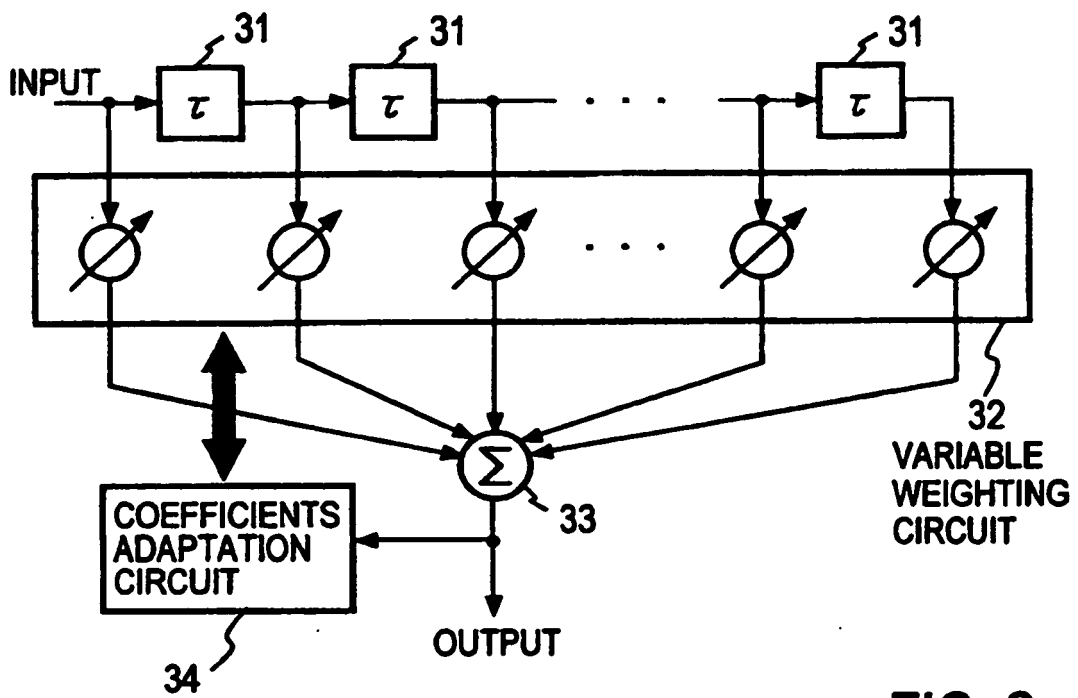 31
31
31
INPUT
τ
τ
τ
. . .
. . .
32
VARIABLE
WEIGHTING
CIRCUIT
Σ
33
COEFFICIENTS
ADAPTATION
CIRCUIT
OUTPUT
34